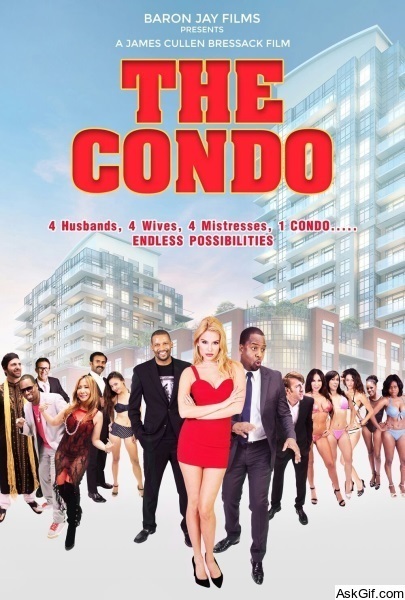 BARON JAY FILMS
PRESENTS
A JAMES CULLEN BRESSACK FILM
THE
CONDO
4 Husbands, 4 Wives, 4 Mistresses, 1 CONDO.....
ENDLESS POSSIBILITIES
AskGif.com